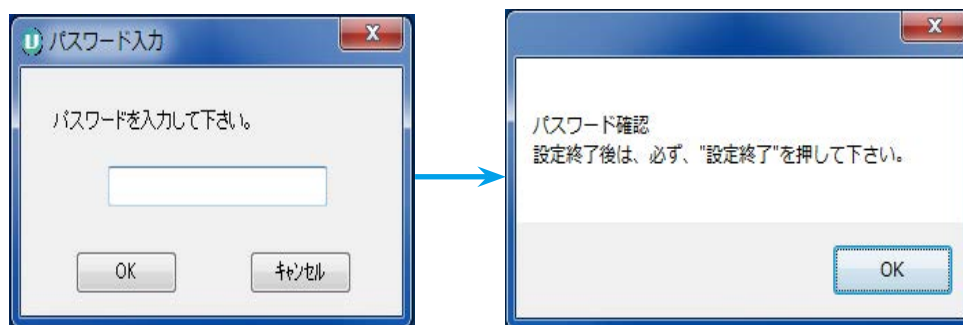 パスワード入力
パスワードを入力して下さい。
OK
ｷｬﾝｾﾙ
パスワード確認
設定終了後は、必ず、"設定終了"を押して下さい。
OK